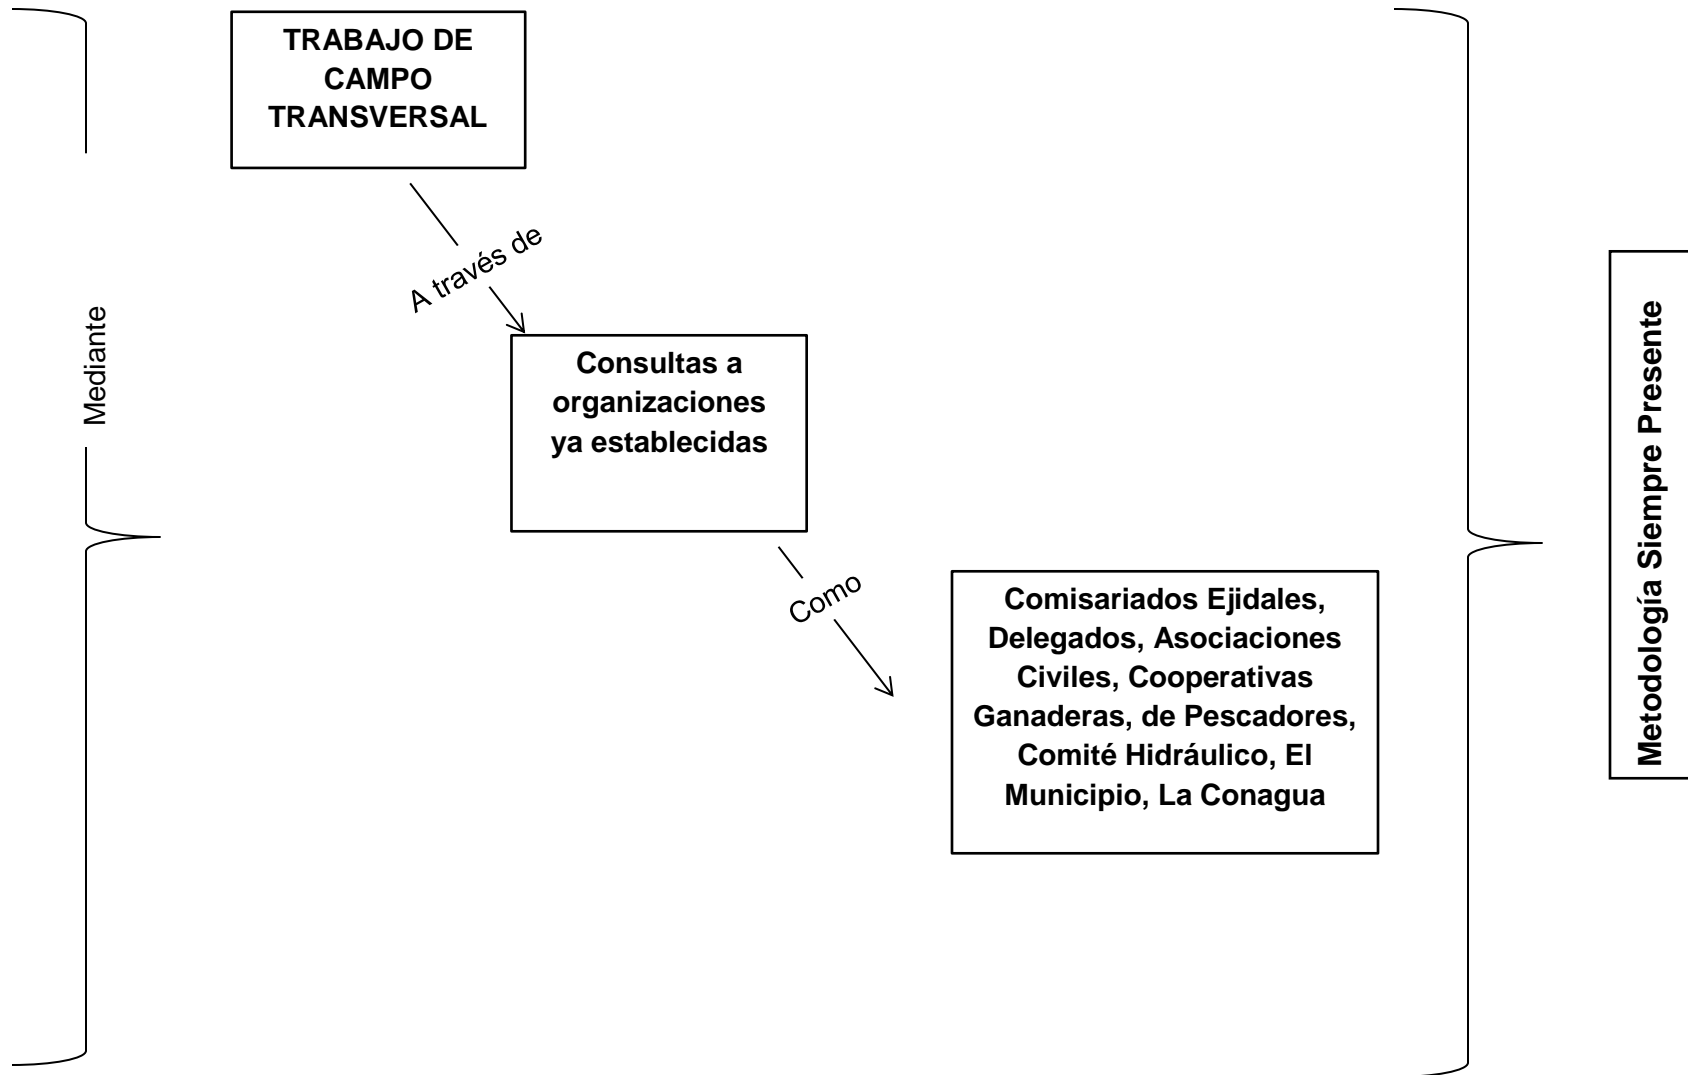 Mediante
TRABAJO DE
CAMPO
TRANSVERSAL
A través de
Consultas a
organizaciones
ya establecidas
Como
Comisariados Ejidales,
Delegados, Asociaciones
Civiles, Cooperativas
Ganaderas, de Pescadores,
Comité Hidráulico, El
Municipio, La Conagua
Metodología Siempre Presente